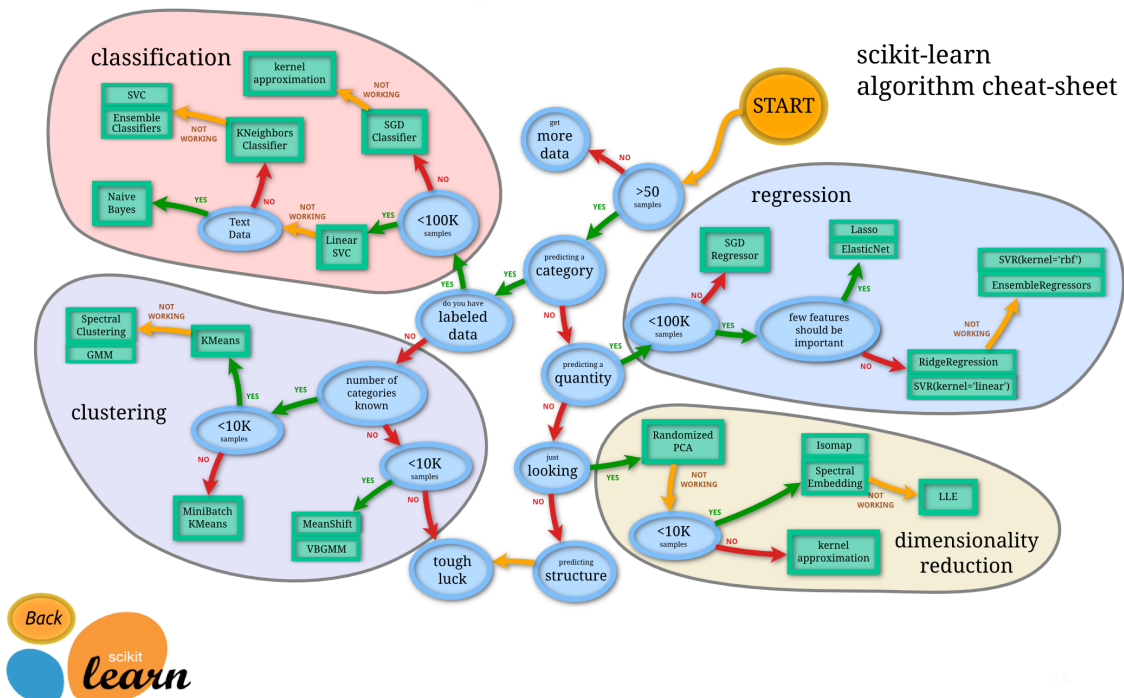 scikit-learn
algorithm cheat-sheet
START
classification
kernel
approximation
NOT
WORKING
SVC
Ensemble
Classifiers
NOT
WORKING
KNeighbors
Classifier
SGD
Classifier
Naive
Bayes
YES
NO
Text
Data
NOT
WORKING
Linear
SVC
YES
NO
<100K
samples
get
more
data
NO
>50
samples
YES
predicting a
category
YES
NO
do you have
labeled
data
YES
NO
predicting a
quantity
YES
NO
just
looking
YES
NO
predicting
structure
tough
luck
regression
SGD
Regressor
NO
<100K
samples
YES
few features
should be
important
YES
Lasso
ElasticNet
NO
RidgeRegression
SVR(kernel='linear')
NOT
WORKING
SVR(kernel='rbf')
EnsembleRegressors
clustering
Spectral
Clustering
GMM
NOT
WORKING
KMeans
YES
<10K
samples
NO
MiniBatch
KMeans
YES
number of
categories
known
NO
<10K
samples
YES
NO
MeanShift
VBGMM
dimensionality
reduction
Randomized
PCA
NOT
WORKING
<10K
samples
YES
NO
Isomap
Spectral
Embedding
NOT
WORKING
LLE
kernel
approximation
Back
scikit
learn